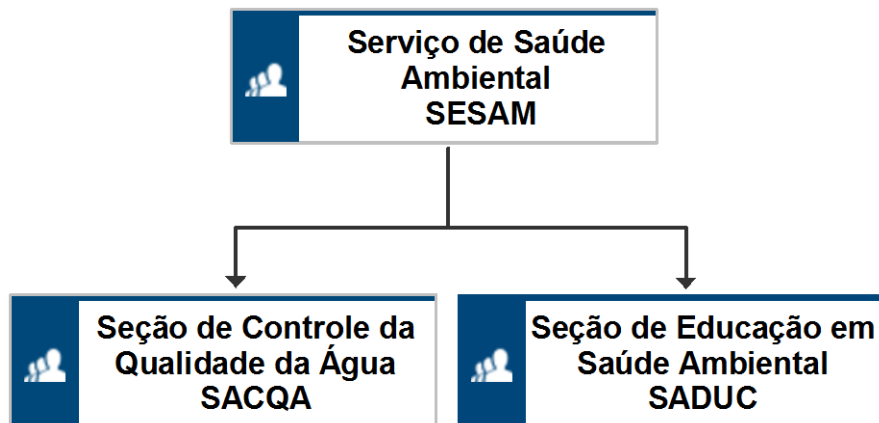 Serviço de Saúde
Ambiental
SESAM
Seção de Controle da
Qualidade da Água
SACQA
Seção de Educação em
Saúde Ambiental
SADUC